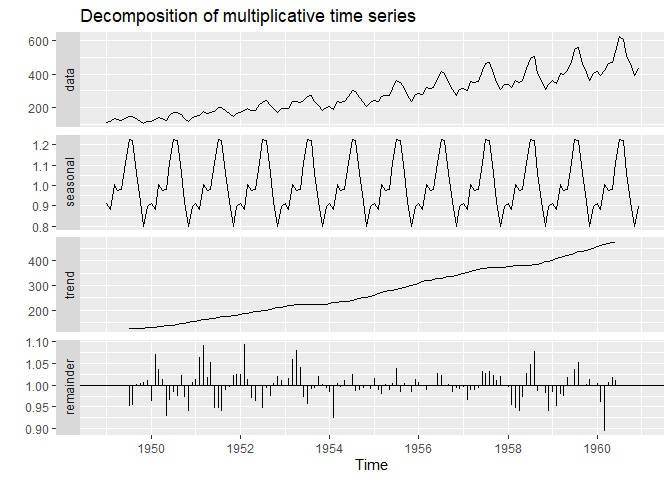 Decomposition of multiplicative time series
600
400
200
data
1.2
1.1
1.0
0.9
0.8
seasonal
400
300
200
trend
1.10
1.05
1.00
0.95
0.90
remainder
1950 1952 1954 1956 1958 1960
Time